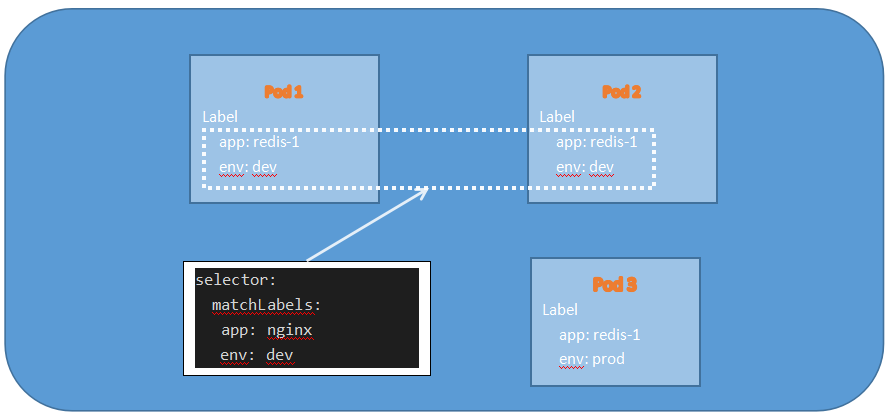 Pod 1
Label
app: redis-1
env: dev
Pod 2
Label
app: redis-1
env: dev
selector:
matchLabels:
app: nginx
env: dev
Pod 3
Label
app: redis-1
env: prod